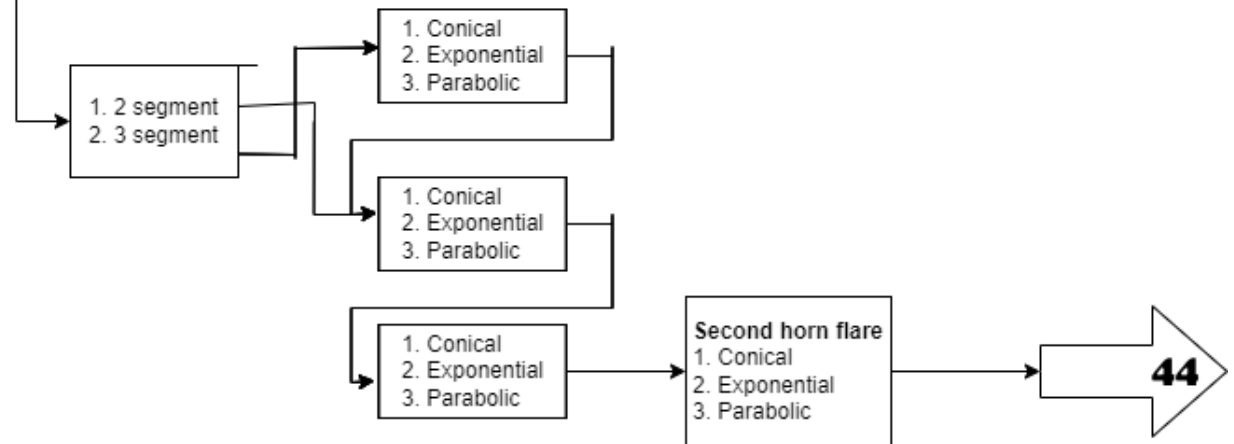 1. Conical
2. Exponential
3. Parabolic
1. 2 segment
2. 3 segment
1. Conical
2. Exponential
3. Parabolic
1. Conical
2. Exponential
3. Parabolic
Second horn flare
1. Conical
2. Exponential
3. Parabolic
44